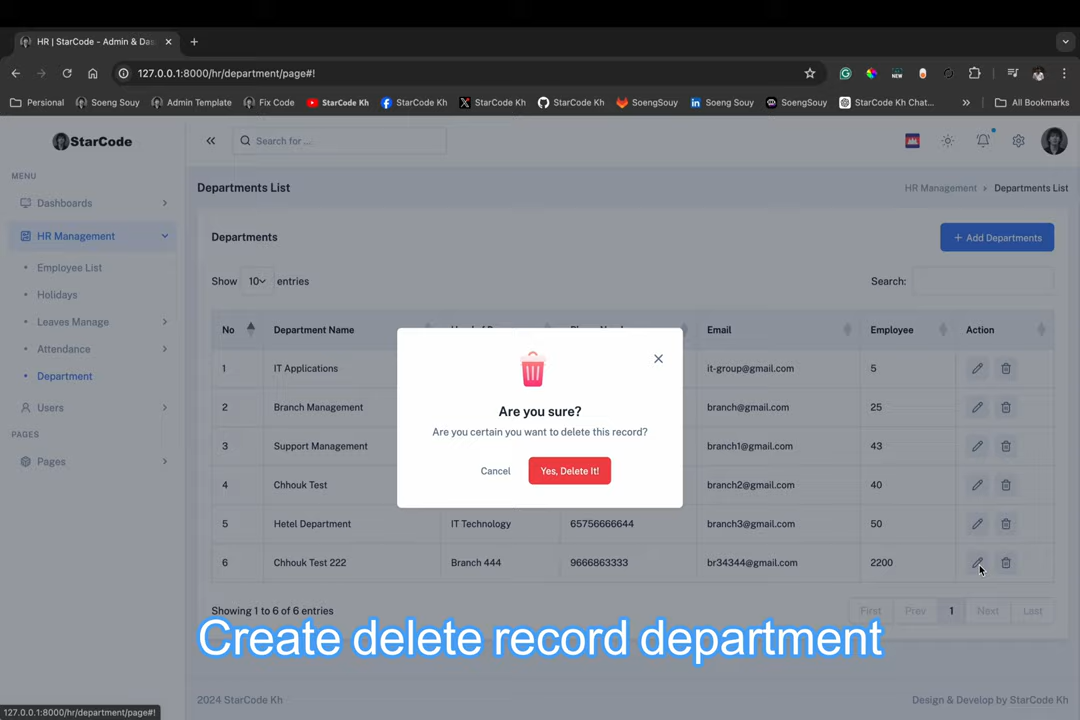 HR | StarCode - Admin & Das
127.0.0.1:8000/hr/department/page#!
Personal
Soeng Souy
Admin Template
Fix Code
StarCode Kh
StarCode Kh
StarCode Kh
StarCode Kh
SoengSouy
Soeng Souy
SoengSouy
StarCode Kh Chat...
All Bookmarks
StarCode
Search for ...
MENU
Dashboards
HR Management
Employee List
Holidays
Leaves Manage
Attendance
Department
Users
PAGES
Pages
Departments List
HR Management > Departments List
Departments
+ Add Departments
Show 10 entries
Search:
No Department Name Email Employee Action
1 IT Applications it-group@gmail.com 5
2 Branch Management branch@gmail.com 25
3 Support Management branch1@gmail.com 43
4 Chhouk Test branch2@gmail.com 40
5 Hetel Department IT Technology 65756666644 branch3@gmail.com 50
6 Chhouk Test 222 Branch 444 9666863333 br34344@gmail.com 2200
Are you sure?
Are you certain you want to delete this record?
Cancel
Yes, Delete It!
Showing 1 to 6 of 6 entries
First Prev 1 Next Last
Create delete record department
2024 StarCode Kh
Design & Develop by StarCode Kh
127.0.0.1:8000/hr/department/page#!